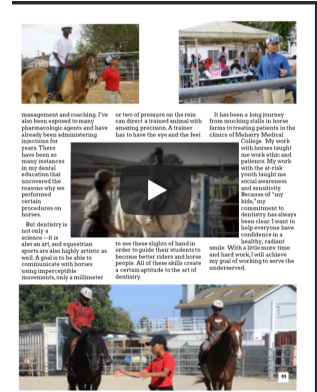 management and coaching. I've
also been exposed to many
pharmacologic agents and have
already been administering
injections for
years. There
have been so
many instances
in my dental
education that
uncovered the
reasons why we
performed
certain
procedures on
horses.
But dentistry is
not only a
science — it is
also an art, and equestrian
sports are also highly artistic as
well. A goal is to be able to
communicate with horses
using imperceptible
movements, only a millimeter
or two of pressure on the rein
can direct a trained animal with
amazing precision. A trainer
has to have the eye and the feel
to see these slights of hand in
order to guide their students to
become better riders and horse
people. All of these skills create
a certain aptitude to the art of
dentistry.
It has been a long journey
from mucking stalls in horse
farms to treating patients in the
clinics of Meharry Medical
College. My work
with horses taught
me work ethic and
patience. My work
with the at-risk
youth taught me
social awareness
and sensitivity.
Because of "my
kids," my
commitment to
dentistry has always
been clear. I want to
help everyone have
confidence in a
healthy, radiant
smile. With a little more time
and hard work, I will achieve
my goal of working to serve the
underserved.